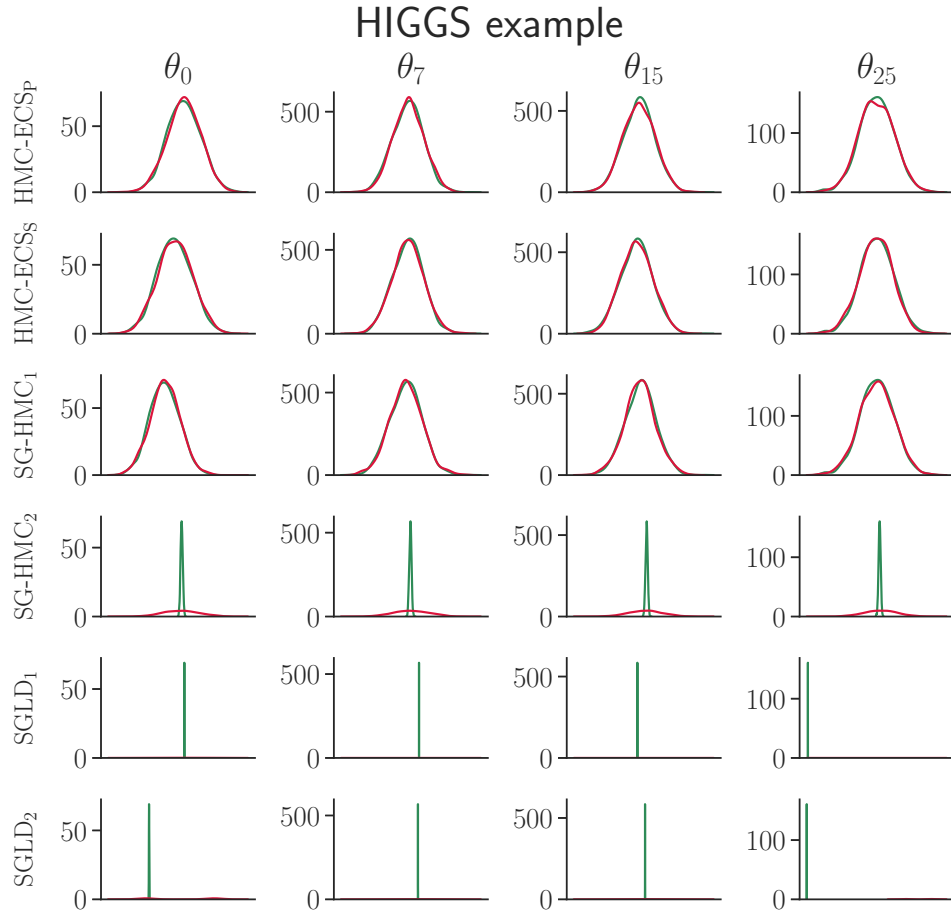 HIGGS example
θ₀ θ₇ θ₁₅ θ₂₅
HMC-ECS_P 50 0 500 0 500 0 100 0
HMC-ECS_S 50 0 500 0 500 0 100 0
SG-HMC₁ 50 0 500 0 500 0 100 0
SG-HMC₂ 50 0 500 0 500 0 100 0
SGLD₁ 50 0 500 0 500 0 100 0
SGLD₂ 50 0 500 0 500 0 100 0